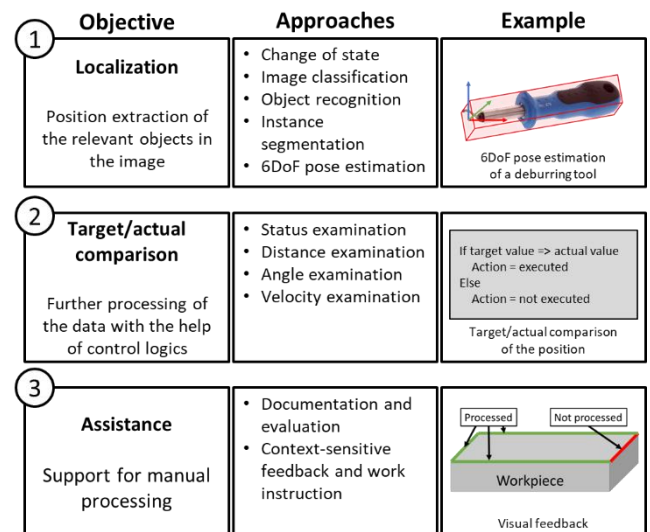 Objective
Approaches
Example
1
Localization
Position extraction of
the relevant objects in
the image
• Change of state
• Image classification
• Object recognition
• Instance
segmentation
• 6DoF pose estimation
6DoF pose estimation
of a deburring tool
2
Target/actual
comparison
Further processing of
the data with the help
of control logics
• Status examination
• Distance examination
• Angle examination
• Velocity examination
If target value => actual value
Action = executed
Else
Action = not executed
Target/actual comparison
of the position
3
Assistance
Support for manual
processing
• Documentation and
evaluation
• Context-sensitive
feedback and work
instruction
Processed
Not processed
Workpiece
Visual feedback